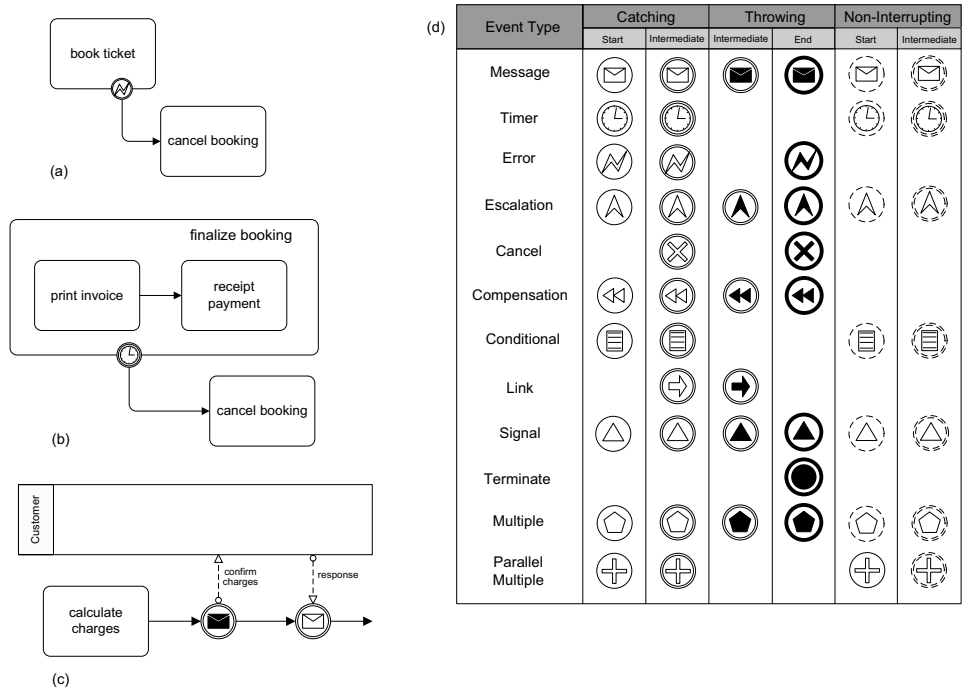 book ticket
cancel booking
(a)
finalize booking
print invoice
receipt
payment
cancel booking
(b)
Customer
confirm
charges
response
calculate
charges
(c)
(d)
Event Type
Catching
Throwing
Non-Interrupting
Start
Intermediate
Intermediate
End
Start
Intermediate
Message
Timer
Error
Escalation
Cancel
Compensation
Conditional
Link
Signal
Terminate
Multiple
Parallel
Multiple